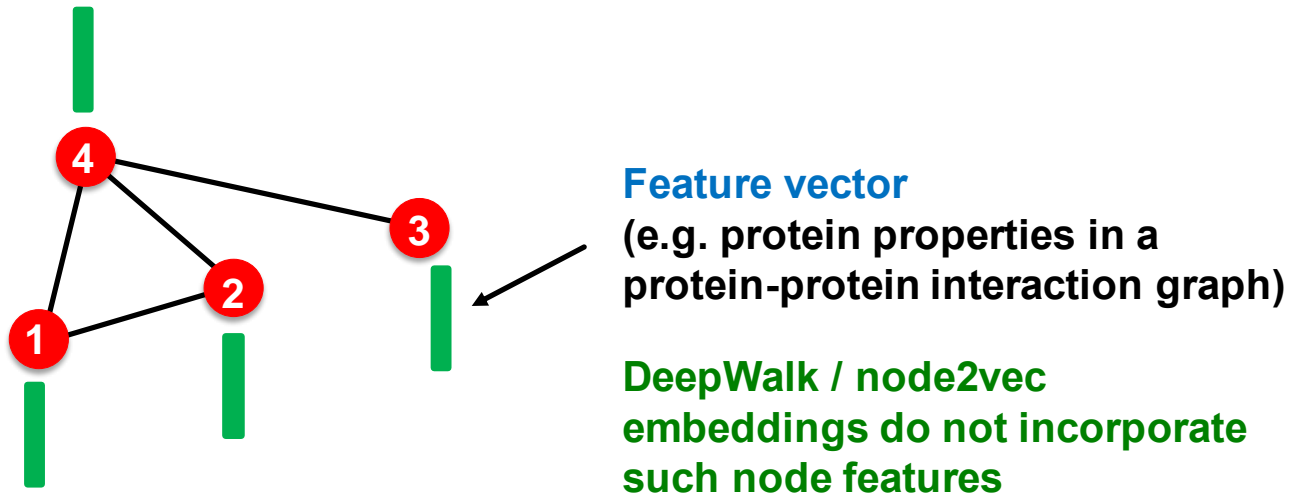 4
3
2
1
Feature vector
(e.g. protein properties in a
protein-protein interaction graph)
DeepWalk / node2vec
embeddings do not incorporate
such node features